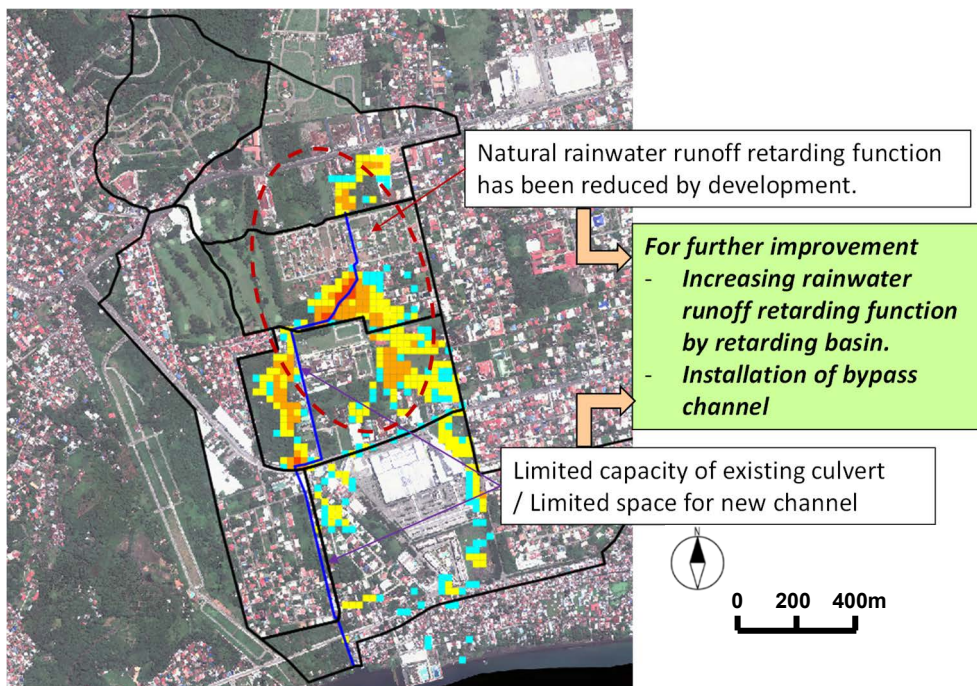 Natural rainwater runoff retarding function
has been reduced by development.
For further improvement
- Increasing rainwater
runoff retarding function
by retarding basin.
- Installation of bypass
channel
Limited capacity of existing culvert
/ Limited space for new channel
N
0 200 400m